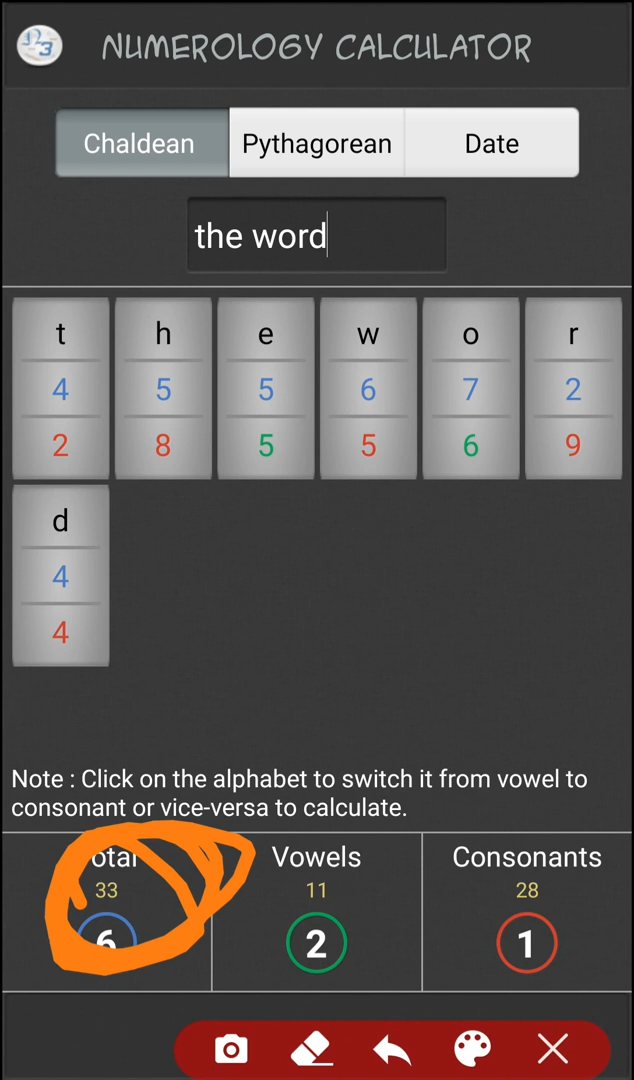 NUMEROLOGY CALCULATOR
Chaldean Pythagorean Date
the word
t h e w o r
4 5 5 6 7 2
2 8 5 5 6 9
d
4
4
Note : Click on the alphabet to switch it from vowel to
consonant or vice-versa to calculate.
Vowels Consonants
33 11 28
6 2 1